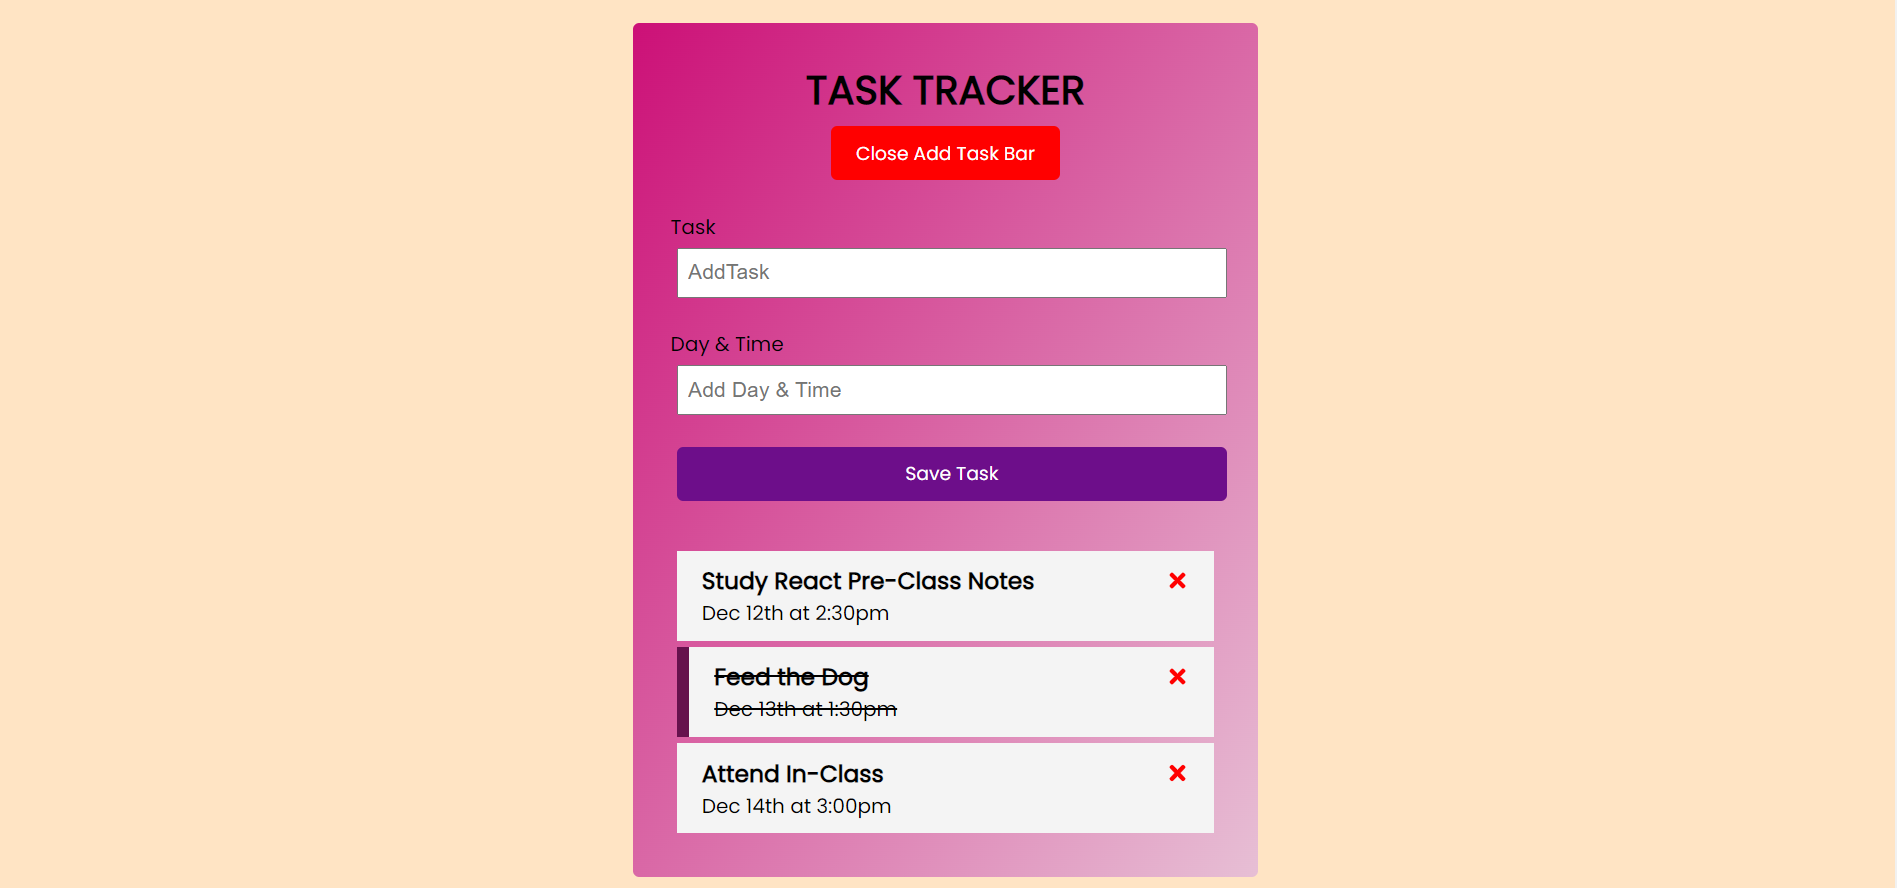 TASK TRACKER
Close Add Task Bar
Task
AddTask
Day & Time
Add Day & Time
Save Task
Study React Pre-Class Notes
Dec 12th at 2:30pm
Feed the Dog
Dec 13th at 1:30pm
Attend In-Class
Dec 14th at 3:00pm